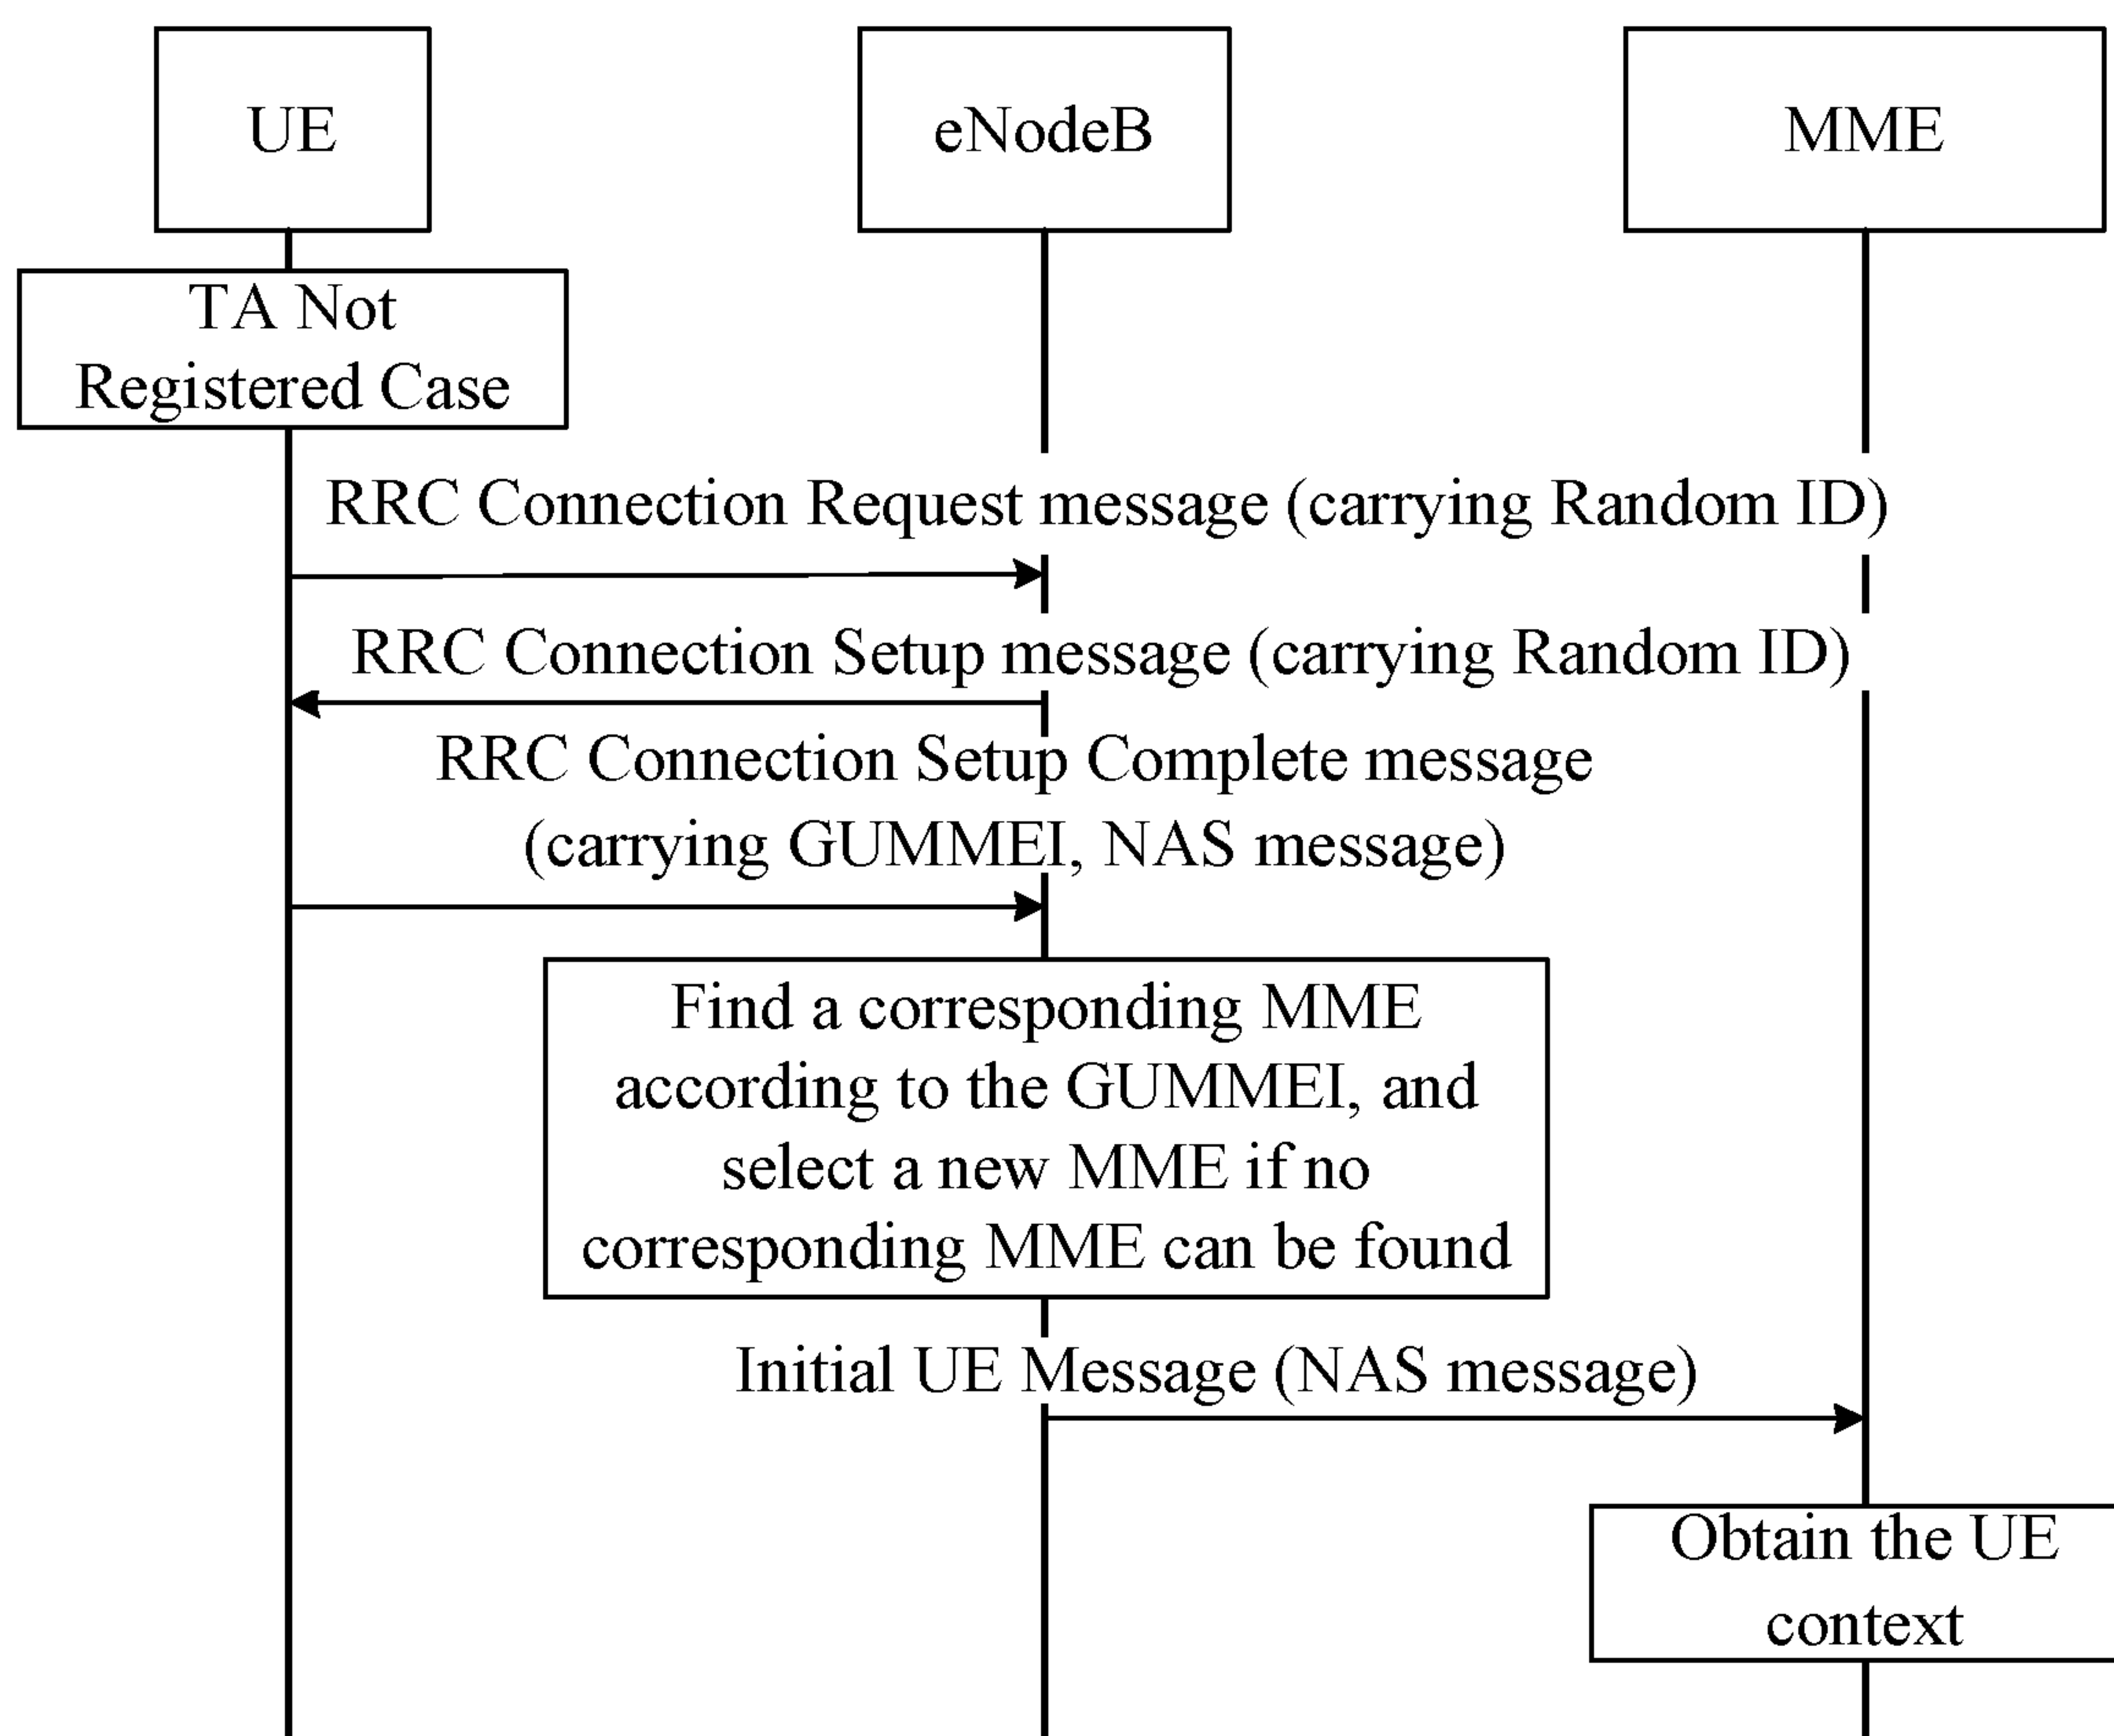 UE
eNodeB
MME
TA Not
Registered Case
RRC Connection Request message (carrying Random ID)
RRC Connection Setup message (carrying Random ID)
RRC Connection Setup Complete message
(carrying GUMMEI, NAS message)
Find a corresponding MME
according to the GUMMEI, and
select a new MME if no
corresponding MME can be found
Initial UE Message (NAS message)
Obtain the UE
context